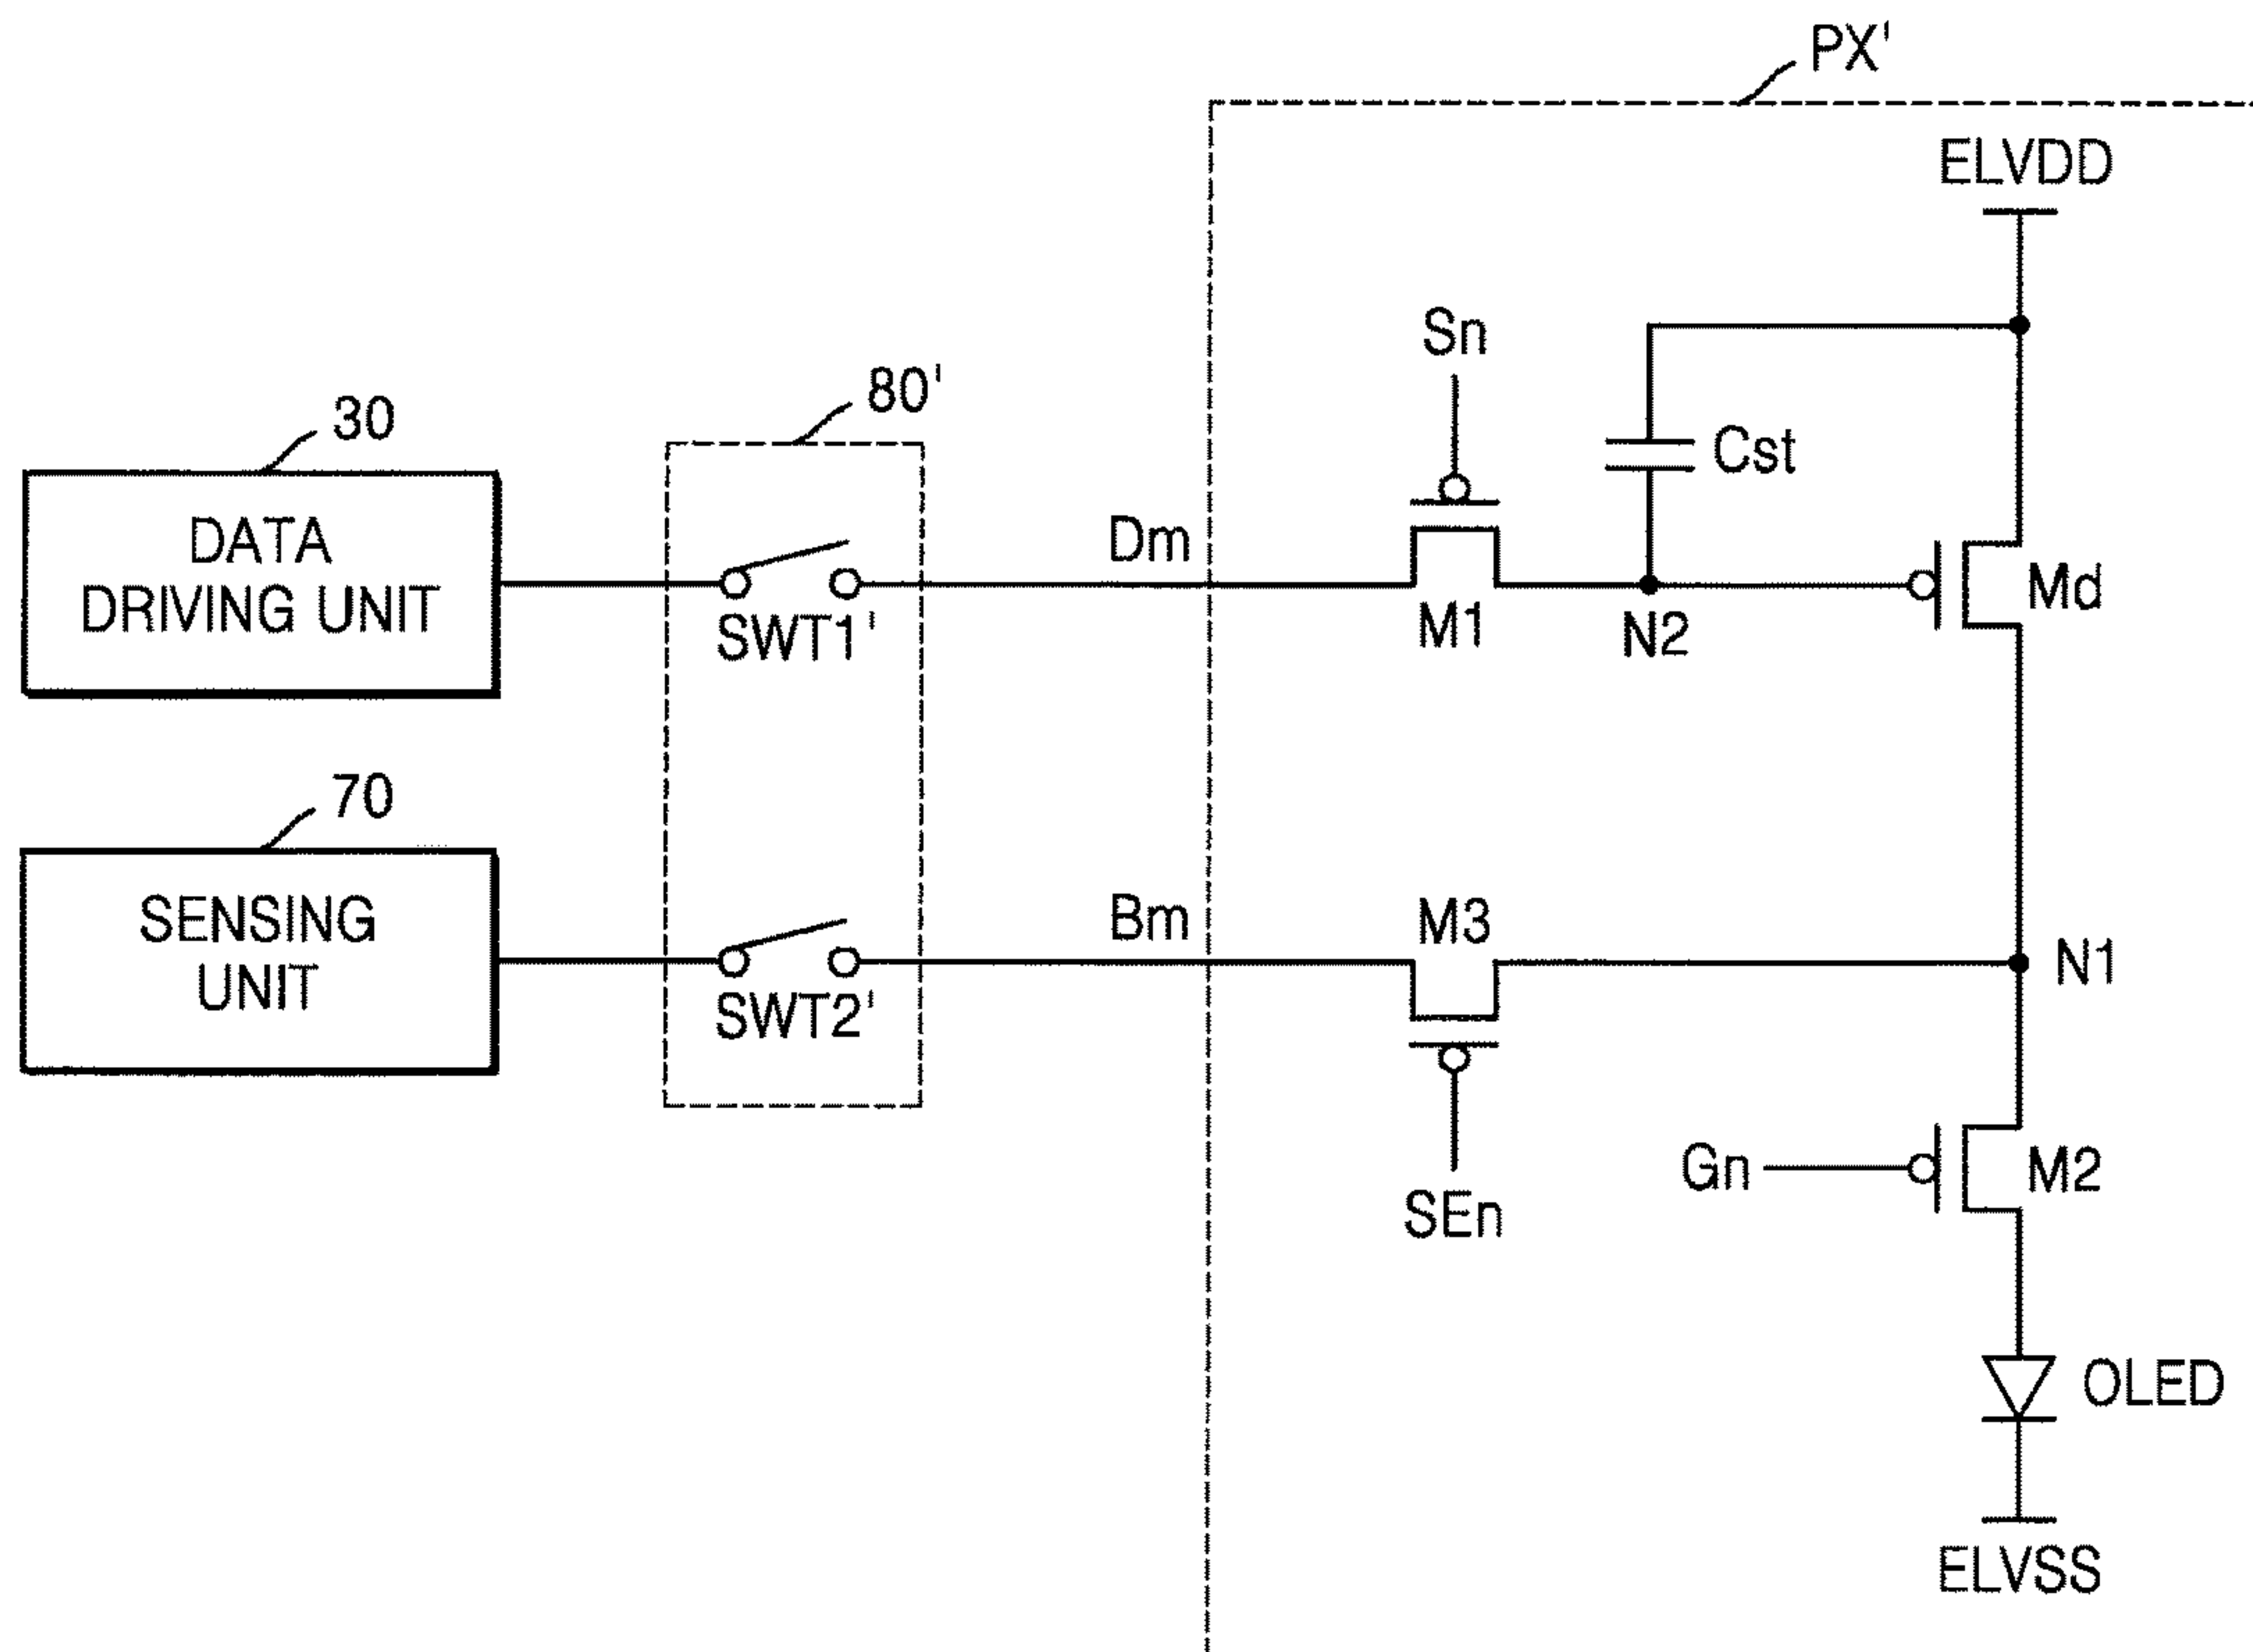 PX'
ELVDD
Sn
80'
30
Cst
DATA
DRIVING UNIT
Dm
Md
SWT1'
M1
N2
70
SENSING
UNIT
Bm
M3
N1
SWT2'
Gn
M2
SEn
OLED
ELVSS